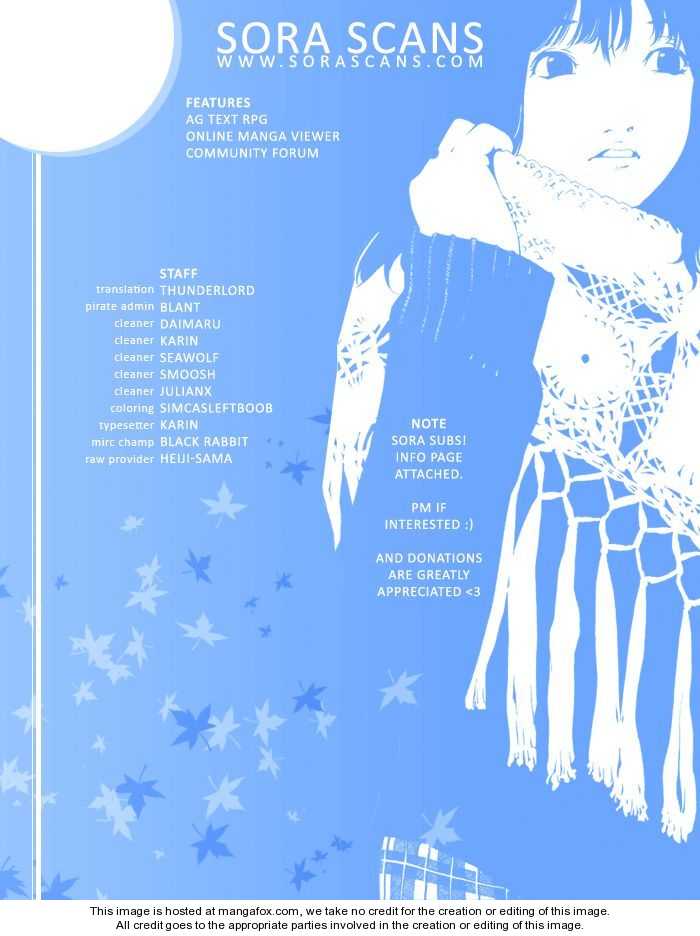 SORA SCANS
WWW.SORASCANS.COM
FEATURES
AG TEXT RPG
ONLINE MANGA VIEWER
COMMUNITY FORUM
STAFF
translation THUNDERLORD
pirate admin BLANT
cleaner DAIMARU
cleaner KARIN
cleaner SEAWOLF
cleaner SMOOSH
cleaner JULIANX
coloring SIMCASLEFTBOOB
typesetter KARIN
mirc champ BLACK RABBIT
raw provider HEIJI-SAMA
NOTE
SORA SUBS!
INFO PAGE
ATTACHED.
PM IF
INTERESTED :)
AND DONATIONS
ARE GREATLY
APPRECIATED <3
This image is hosted at mangafox.com, we take no credit for the creation or editing of this image.
All credit goes to the appropriate parties involved in the creation or editing of this image.